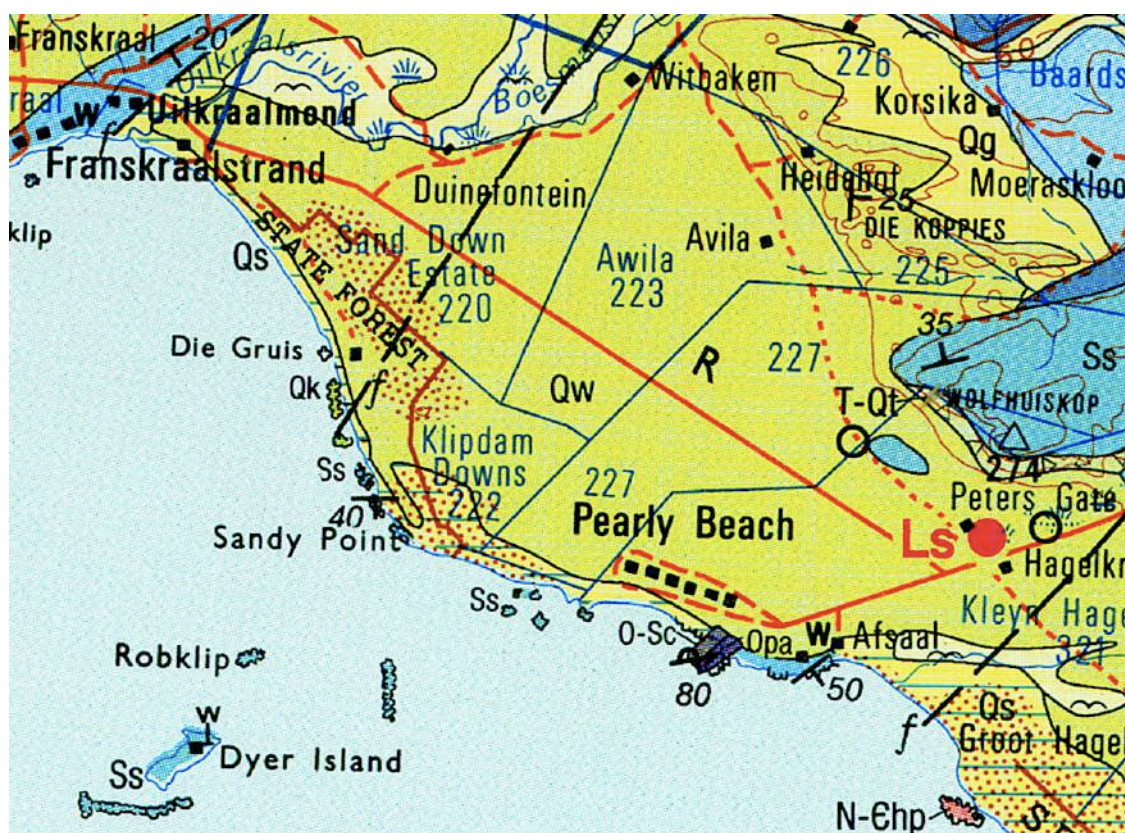 Franskraal
20
Uilkraalsrivier
Boesmans
Witbaken
226
Korsika
Baards
60
kraal
W
Uilkraalmond
f
Franskraalstrand
Qg
Heidehof
Moeraskloo
25
DIE KOPPIES
klip
Duinefontein
Qs
STATE FOREST
Sand Down
Estate
220
Awila
223
Avila
225
35
Die Gruis
227
Ss
R
Qk
f
Qw
T-Qt
WOLFHUISKOP
Klipdam
Downs
222
Ss
227
274
Peters Gate
40
Sandy Point
Pearly Beach
Ls
Hagelkr
Ss
Kleyn Hage
321
O-Sc
Opa
W
Afsaal
Robklip
80
50
Qs
f
Groot Hagel
W
Dyer Island
Ss
N-Єhp
S